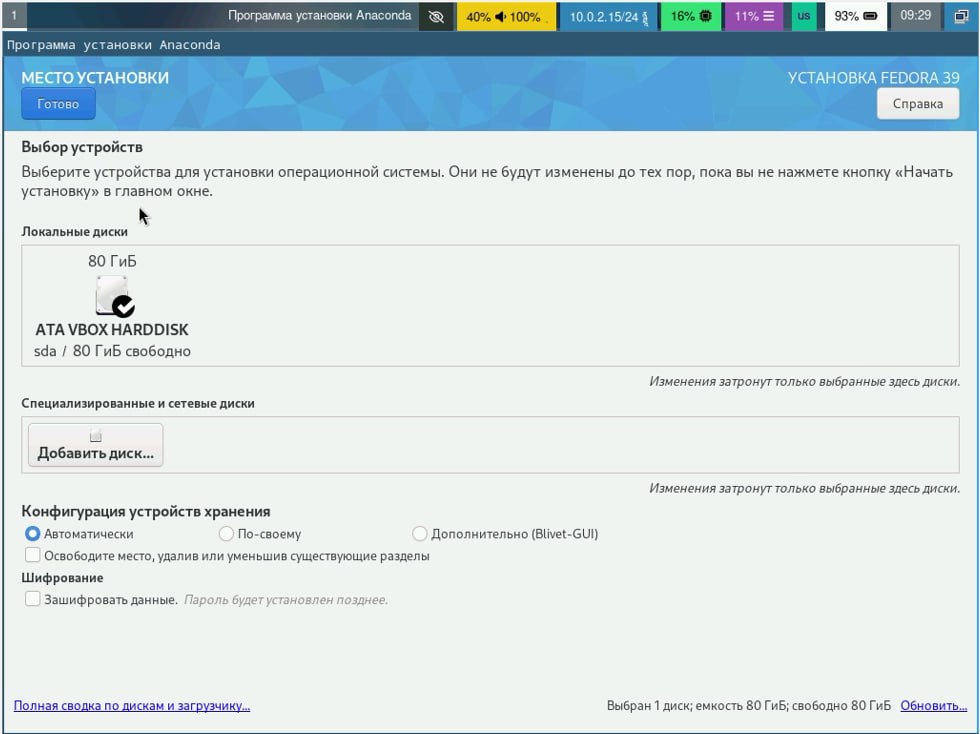 1 Программа установки Anaconda 40% 100% 10.0.2.15/24 16% 11% us 93% 09:29
Программа установки Anaconda
МЕСТО УСТАНОВКИ УСТАНОВКА FEDORA 39
Готово Справка
Выбор устройств
Выберите устройства для установки операционной системы. Они не будут изменены до тех пор, пока вы не нажмете кнопку «Начать
установку» в главном окне.
Локальные диски
80 ГиБ
ATA VBOX HARDDISK
sda / 80 ГиБ свободно
Изменения затронут только выбранные здесь диски.
Специализированные и сетевые диски
Добавить диск...
Изменения затронут только выбранные здесь диски.
Конфигурация устройств хранения
Автоматически По-своему Дополнительно (Blivet-GUI)
Освободите место, удалив или уменьшив существующие разделы
Шифрование
Зашифровать данные. Пароль будет установлен позднее.
Полная сводка по дискам и загрузчику... Выбран 1 диск; емкость 80 ГиБ; свободно 80 ГиБ Обновить...